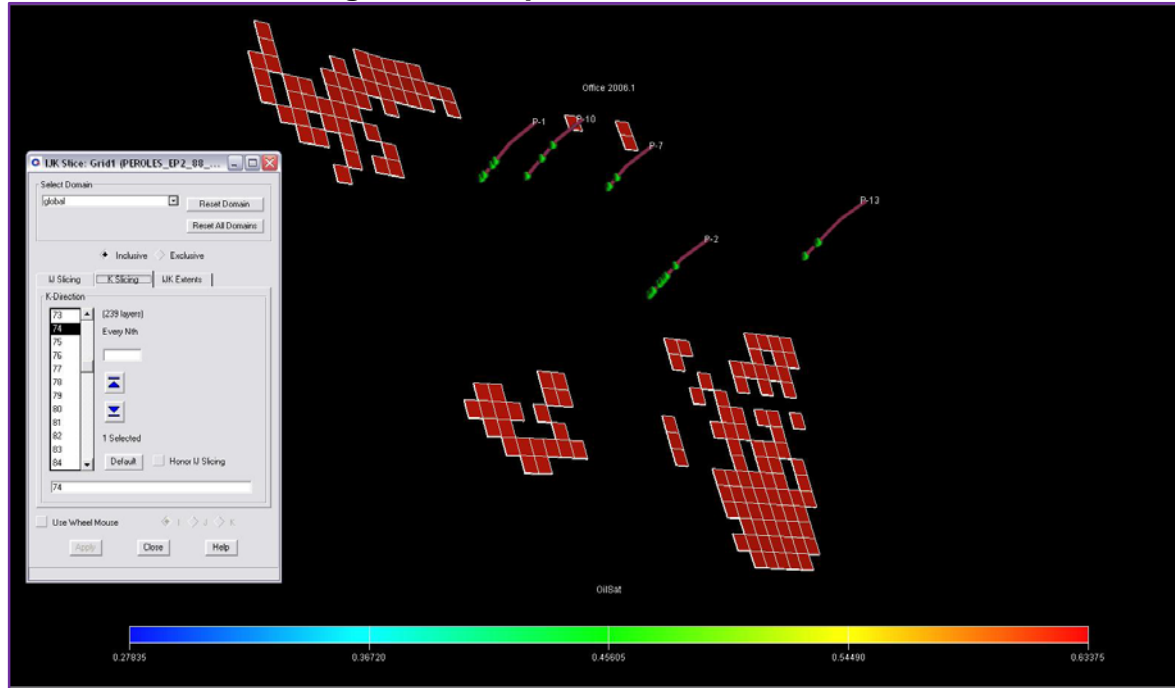 Office 2006.1
P-1
P-10
P-7
P-13
P-2
IJK Slice: Grid1 (PEROLES_EP2_88_...
Select Domain
global
Reset Domain
Reset All Domains
Inclusive
Exclusive
IJ Slicing
K Slicing
IJK Extents
K-Direction
73
74
75
76
77
78
79
80
81
82
83
84
(239 layers)
Every Nth
1 Selected
Default
Honor IJ Slicing
74
Use Wheel Mouse
I
J
K
Apply
Close
Help
OilSat
0.27835
0.36720
0.45605
0.54490
0.63375